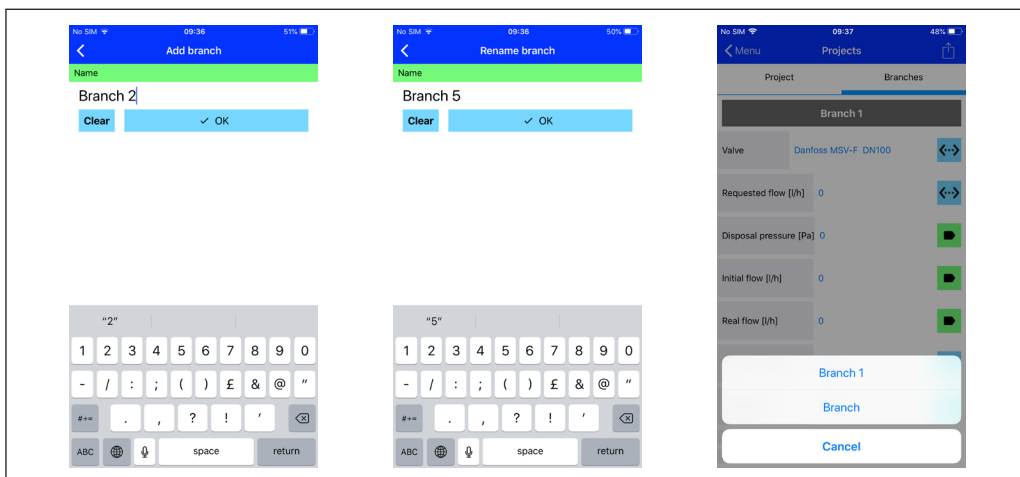 No SIM 09:36 51%
Add branch
Name
Branch 2
Clear ✓ OK
"2"
1 2 3 4 5 6 7 8 9 0
- / : ; ( ) £ & @ "
#+= . , ? ! '
ABC space return
No SIM 09:36 50%
Rename branch
Name
Branch 5
Clear ✓ OK
"5"
1 2 3 4 5 6 7 8 9 0
- / : ; ( ) £ & @ "
#+= . , ? ! '
ABC space return
No SIM 09:37 48%
Menu Projects
Project Branches
Branch 1
Valve Danfoss MSV-F DN100
Requested flow [l/h] 0
Disposal pressure [Pa] 0
Initial flow [l/h] 0
Real flow [l/h] 0
Branch 1
Branch
Cancel